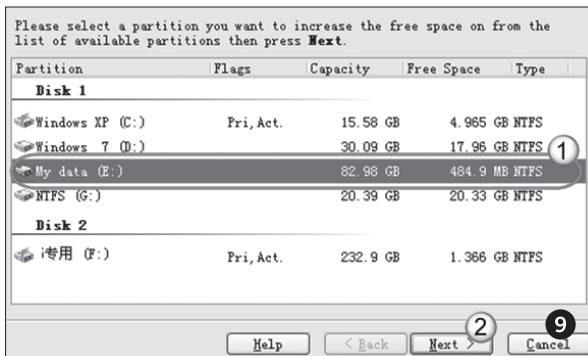 Please select a partition you want to increase the free space on from the
list of available partitions then press Next.
Partition Flags Capacity Free Space Type
Disk 1
Windows XP (C:) Pri, Act. 15.58 GB 4.965 GB NTFS
Windows 7 (D:) 30.09 GB 17.96 GB NTFS
1
My data (E:) 82.98 GB 484.9 MB NTFS
NTFS (G:) 20.39 GB 20.33 GB NTFS
Disk 2
i专用 (F:) Pri, Act. 232.9 GB 1.366 GB NTFS
2 9
Help < Back Next > Cancel